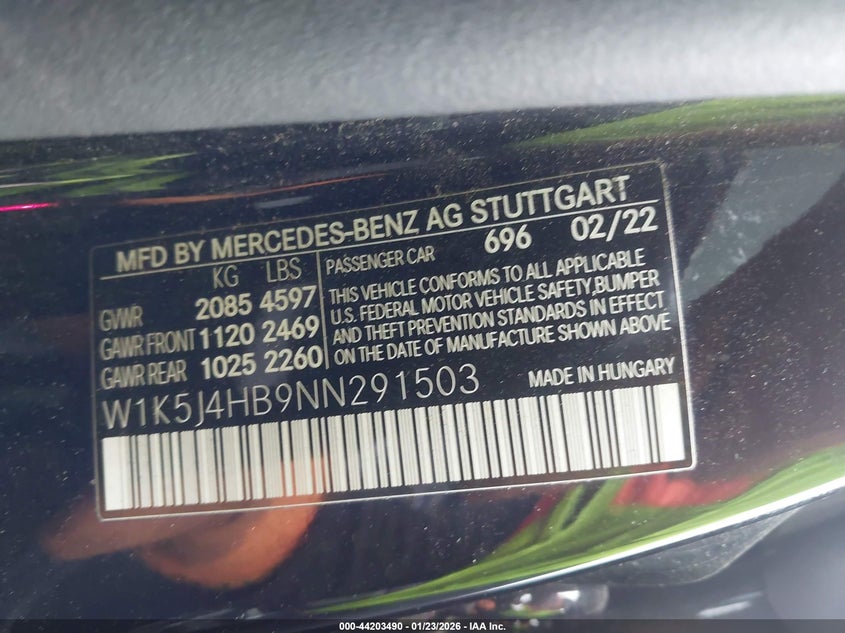 MFD BY MERCEDES-BENZ AG STUTTGART
KG LBS
GVWR 2085 4597
GAWR FRONT 1120 2469
GAWR REAR 1025 2260
PASSENGER CAR 696 02/22
THIS VEHICLE CONFORMS TO ALL APPLICABLE
U.S. FEDERAL MOTOR VEHICLE SAFETY, BUMPER
AND THEFT PREVENTION STANDARDS IN EFFECT
ON THE DATE OF MANUFACTURE SHOWN ABOVE
W1K5J4HB9NN291503
MADE IN HUNGARY
000-44203490 - 01/23/2026 - IAA Inc.